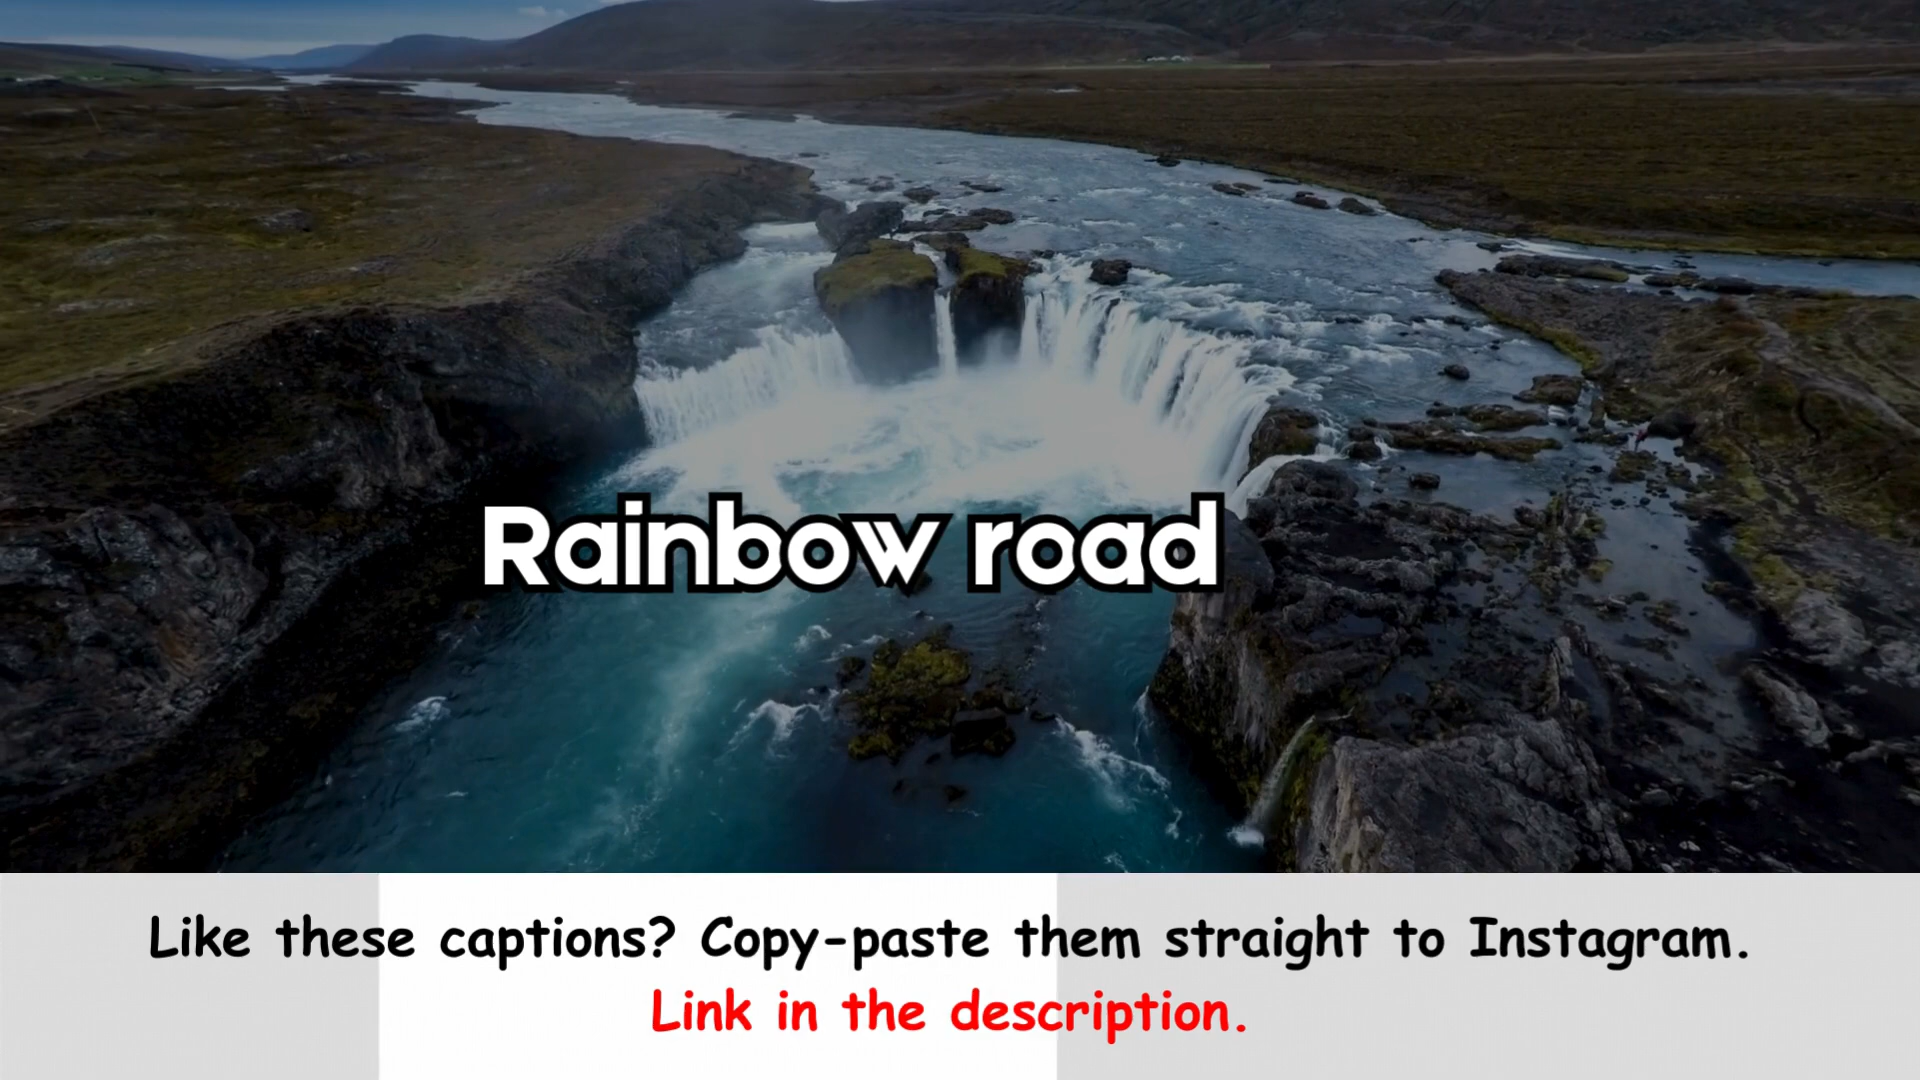 Rainbow road
Like these captions? Copy-paste them straight to Instagram.
Link in the description.